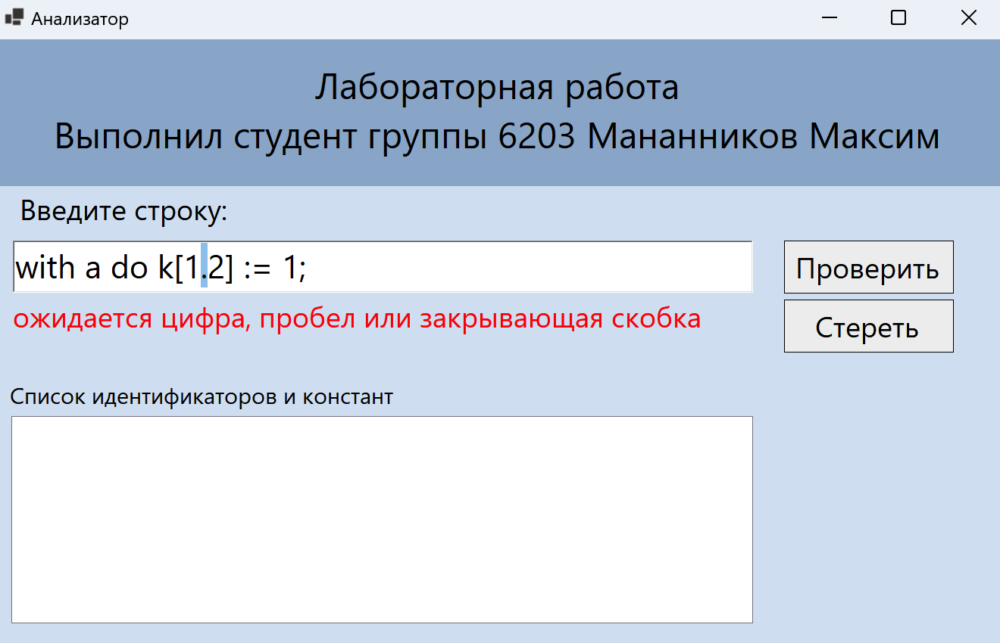 Анализатор
Лабораторная работа
Выполнил студент группы 6203 Мананников Максим
Введите строку:
with a do k[1.2] := 1;
Проверить
ожидается цифра, пробел или закрывающая скобка
Стереть
Список идентификаторов и констант